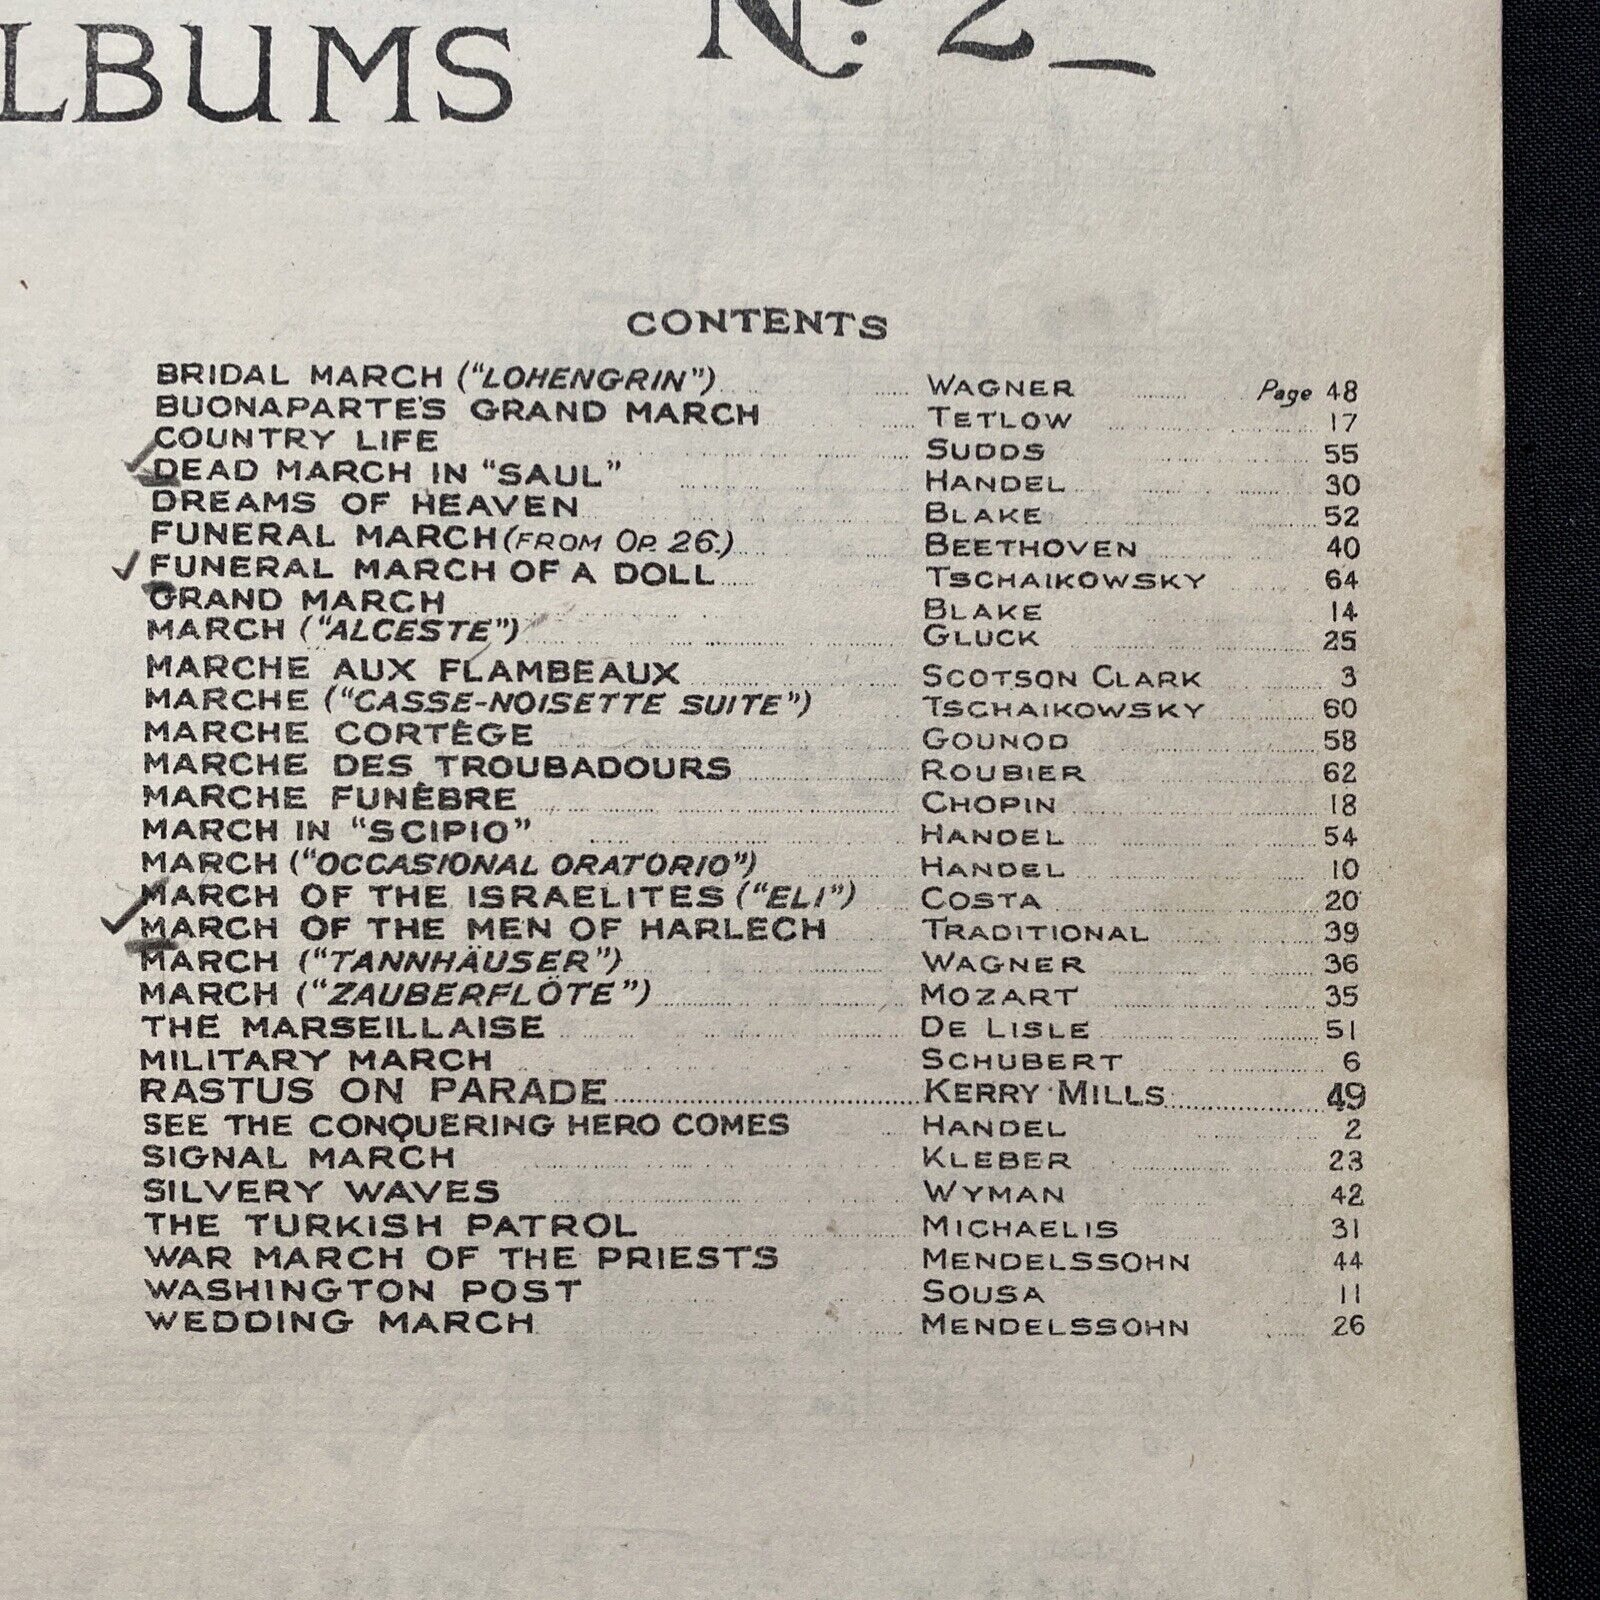 LBUMS No. 2
CONTENTS
BRIDAL MARCH ("LOHENGRIN") WAGNER Page 48
BUONAPARTE'S GRAND MARCH TETLOW 17
COUNTRY LIFE SUDDS 55
DEAD MARCH IN "SAUL" HANDEL 30
DREAMS OF HEAVEN BLAKE 52
FUNERAL MARCH (FROM OP. 26.) BEETHOVEN 40
FUNERAL MARCH OF A DOLL TSCHAIKOWSKY 64
GRAND MARCH BLAKE 14
MARCH ("ALCESTE") GLUCK 25
MARCHE AUX FLAMBEAUX SCOTSON CLARK 3
MARCHE ("CASSE-NOISETTE SUITE") TSCHAIKOWSKY 60
MARCHE CORTÈGE GOUNOD 58
MARCHE DES TROUBADOURS ROUBIER 62
MARCHE FUNÈBRE CHOPIN 18
MARCH IN "SCIPIO" HANDEL 54
MARCH ("OCCASIONAL ORATORIO") HANDEL 10
MARCH OF THE ISRAELITES ("ELI") COSTA 20
MARCH OF THE MEN OF HARLECH TRADITIONAL 39
MARCH ("TANNHÄUSER") WAGNER 36
MARCH ("ZAUBERFLÖTE") MOZART 35
THE MARSEILLAISE DE LISLE 51
MILITARY MARCH SCHUBERT 6
RASTUS ON PARADE KERRY MILLS 49
SEE THE CONQUERING HERO COMES HANDEL 2
SIGNAL MARCH KLEBER 23
SILVERY WAVES WYMAN 42
THE TURKISH PATROL MICHAELIS 31
WAR MARCH OF THE PRIESTS MENDELSSOHN 44
WASHINGTON POST SOUSA 11
WEDDING MARCH MENDELSSOHN 26